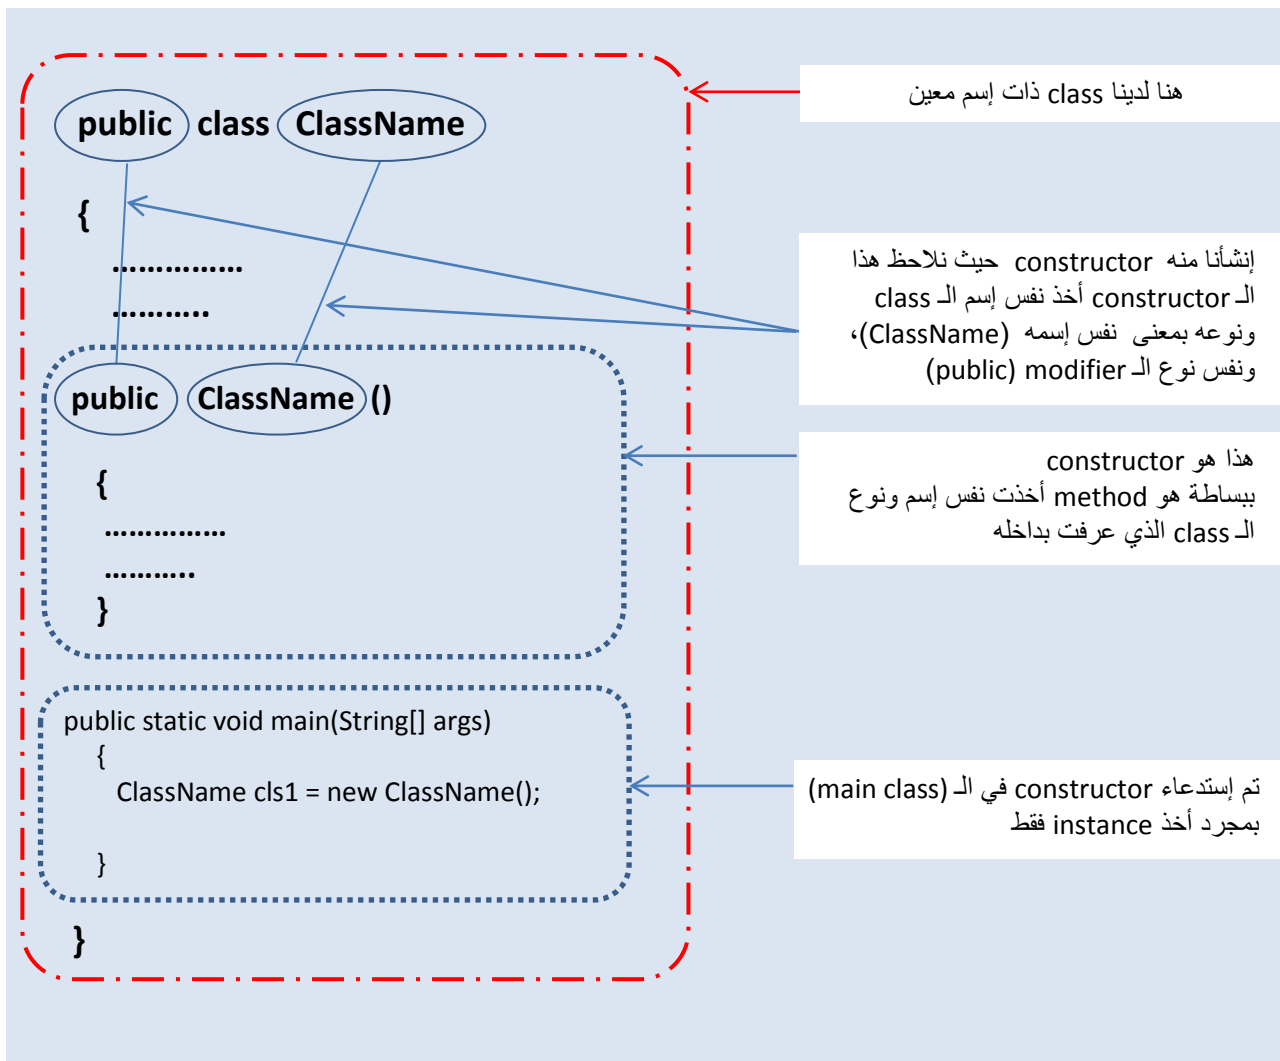 public class ClassName
{
……………
………..
public ClassName ()
{
……………
………..
}
public static void main(String[] args)
{
ClassName cls1 = new ClassName();
}
}
هنا لدينا class ذات إسم معين
إنشأنا منه constructor حيث نلاحظ هذا
الـ constructor أخذ نفس إسم الـ class
ونوعه بمعنى نفس إسمه (ClassName)،
ونفس نوع الـ modifier (public)
هذا هو constructor
ببساطة هو method أخذت نفس إسم ونوع
الـ class الذي عرفت بداخله
تم إستدعاء constructor في الـ (main class)
بمجرد أخذ instance فقط